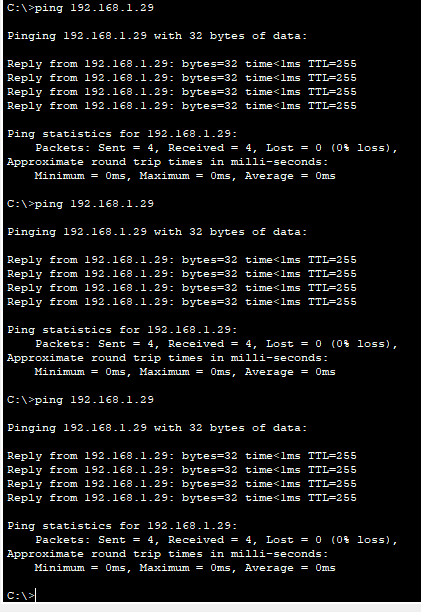 C:\>ping 192.168.1.29
Pinging 192.168.1.29 with 32 bytes of data:
Reply from 192.168.1.29: bytes=32 time<1ms TTL=255
Reply from 192.168.1.29: bytes=32 time<1ms TTL=255
Reply from 192.168.1.29: bytes=32 time<1ms TTL=255
Reply from 192.168.1.29: bytes=32 time<1ms TTL=255
Ping statistics for 192.168.1.29:
    Packets: Sent = 4, Received = 4, Lost = 0 (0% loss),
Approximate round trip times in milli-seconds:
    Minimum = 0ms, Maximum = 0ms, Average = 0ms
C:\>ping 192.168.1.29
Pinging 192.168.1.29 with 32 bytes of data:
Reply from 192.168.1.29: bytes=32 time<1ms TTL=255
Reply from 192.168.1.29: bytes=32 time<1ms TTL=255
Reply from 192.168.1.29: bytes=32 time<1ms TTL=255
Reply from 192.168.1.29: bytes=32 time<1ms TTL=255
Ping statistics for 192.168.1.29:
    Packets: Sent = 4, Received = 4, Lost = 0 (0% loss),
Approximate round trip times in milli-seconds:
    Minimum = 0ms, Maximum = 0ms, Average = 0ms
C:\>ping 192.168.1.29
Pinging 192.168.1.29 with 32 bytes of data:
Reply from 192.168.1.29: bytes=32 time<1ms TTL=255
Reply from 192.168.1.29: bytes=32 time<1ms TTL=255
Reply from 192.168.1.29: bytes=32 time<1ms TTL=255
Reply from 192.168.1.29: bytes=32 time<1ms TTL=255
Ping statistics for 192.168.1.29:
    Packets: Sent = 4, Received = 4, Lost = 0 (0% loss),
Approximate round trip times in milli-seconds:
    Minimum = 0ms, Maximum = 0ms, Average = 0ms
C:\>